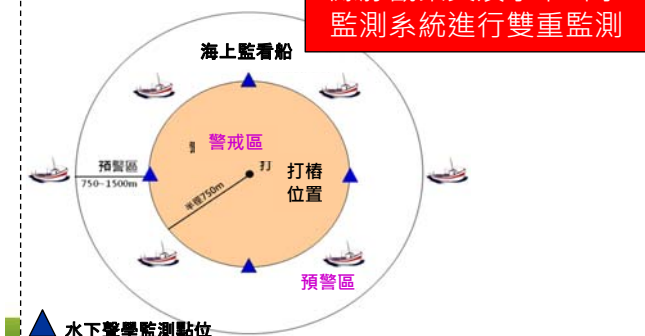 監測系統進行雙重監測
海上監看船
警戒區
預警區
750~1500m
打
打樁
位置
半徑750m
預警區
水下聲學監測點位